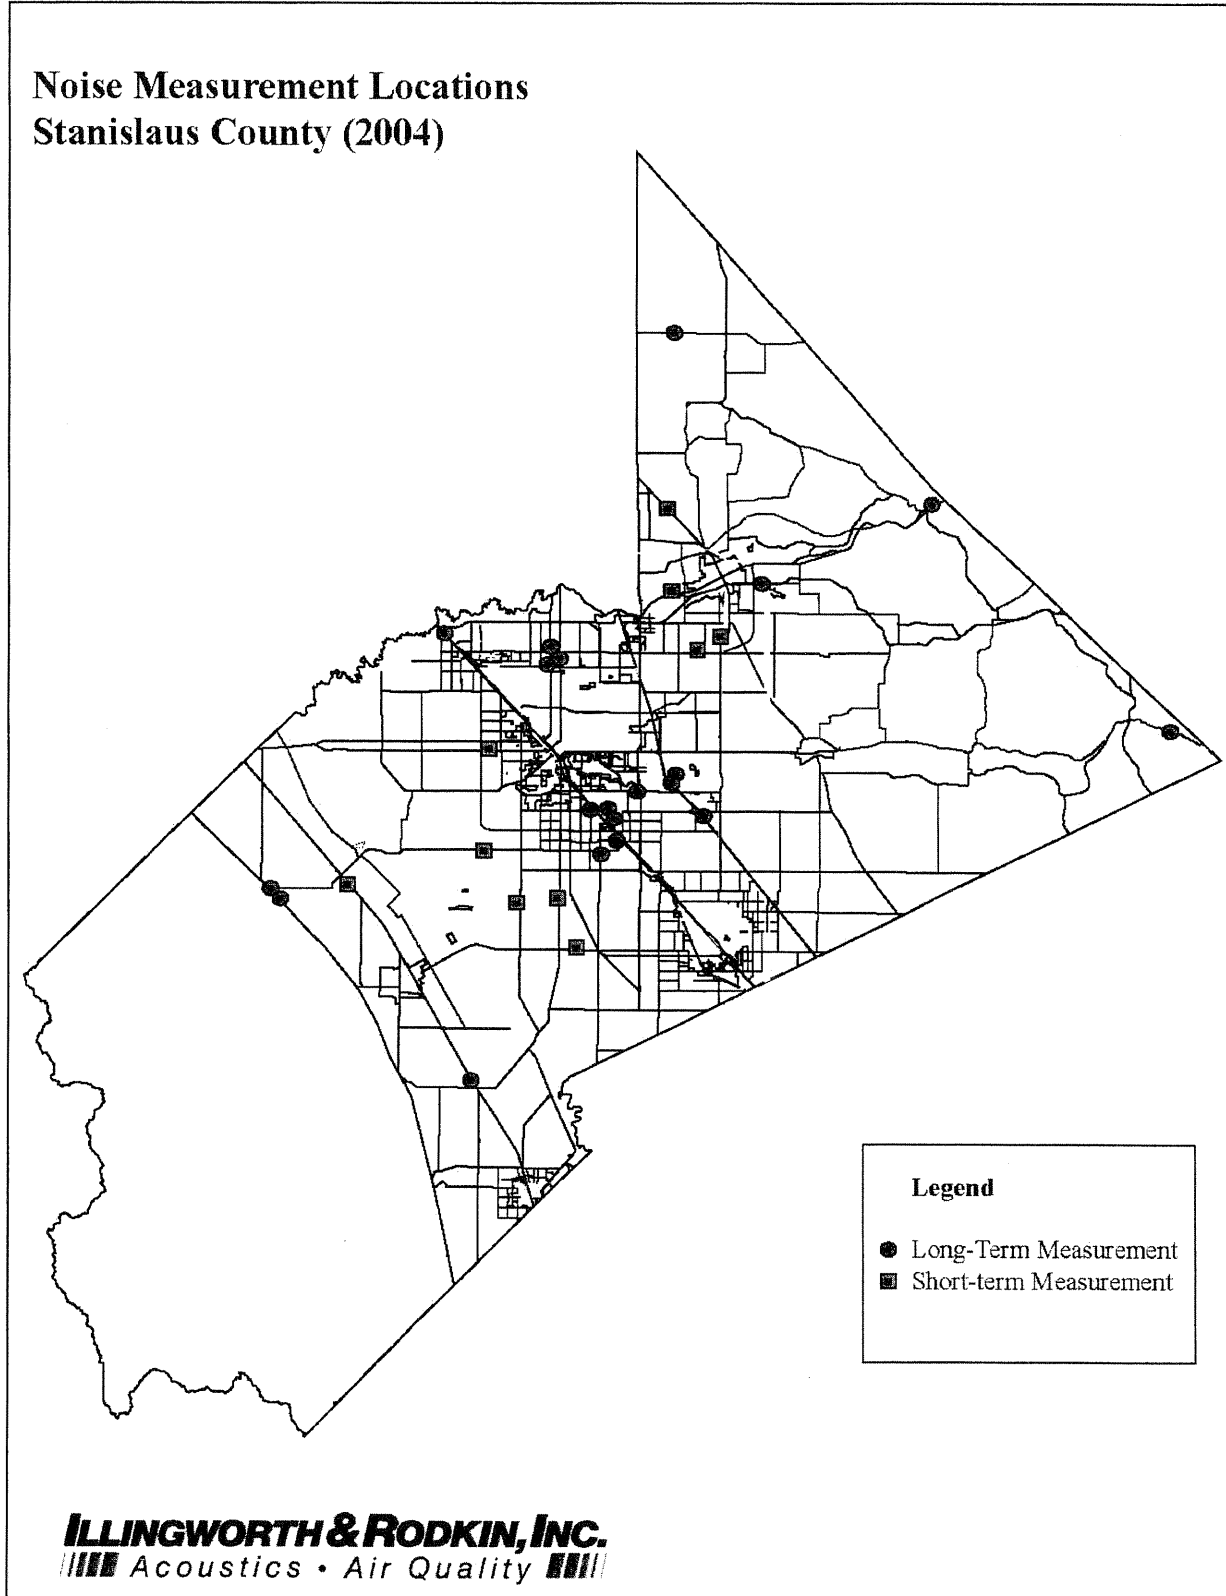 Noise Measurement Locations
Stanislaus County (2004)
Legend
Long-Term Measurement
Short-term Measurement
ILLINGWORTH & RODKIN, INC.
Acoustics • Air Quality